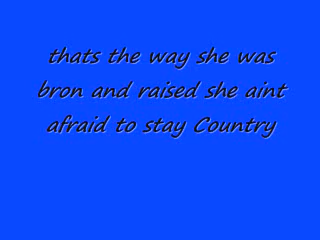 thats the way she was
bron and raised she aint
afraid to stay Country